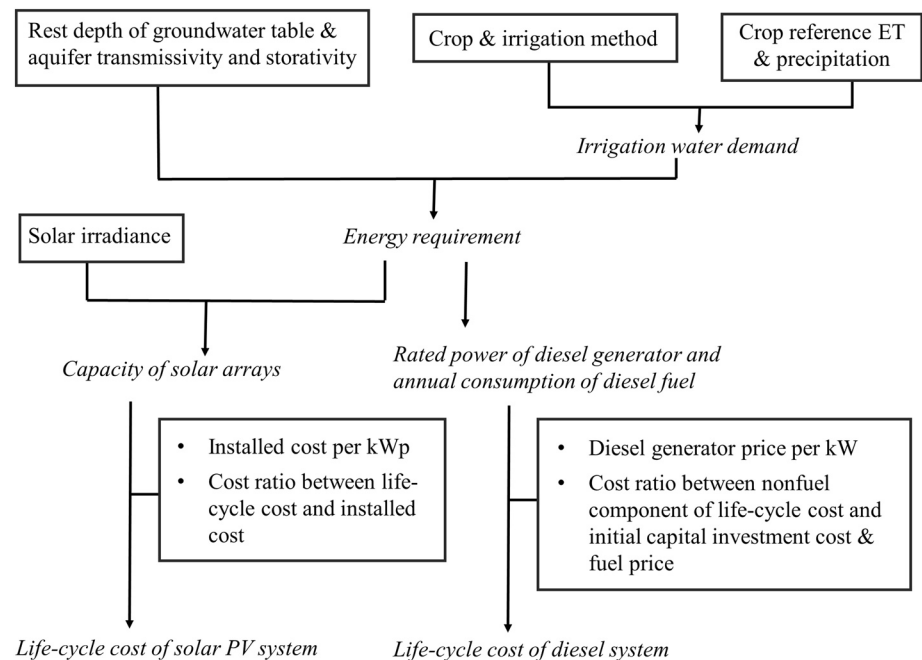 Rest depth of groundwater table &
aquifer transmissivity and storativity
Crop & irrigation method
Crop reference ET
& precipitation
Irrigation water demand
Solar irradiance
Energy requirement
Capacity of solar arrays
Rated power of diesel generator and
annual consumption of diesel fuel
• Installed cost per kWp
• Cost ratio between life-
cycle cost and installed
cost
• Diesel generator price per kW
• Cost ratio between nonfuel
component of life-cycle cost and
initial capital investment cost &
fuel price
Life-cycle cost of solar PV system
Life-cycle cost of diesel system